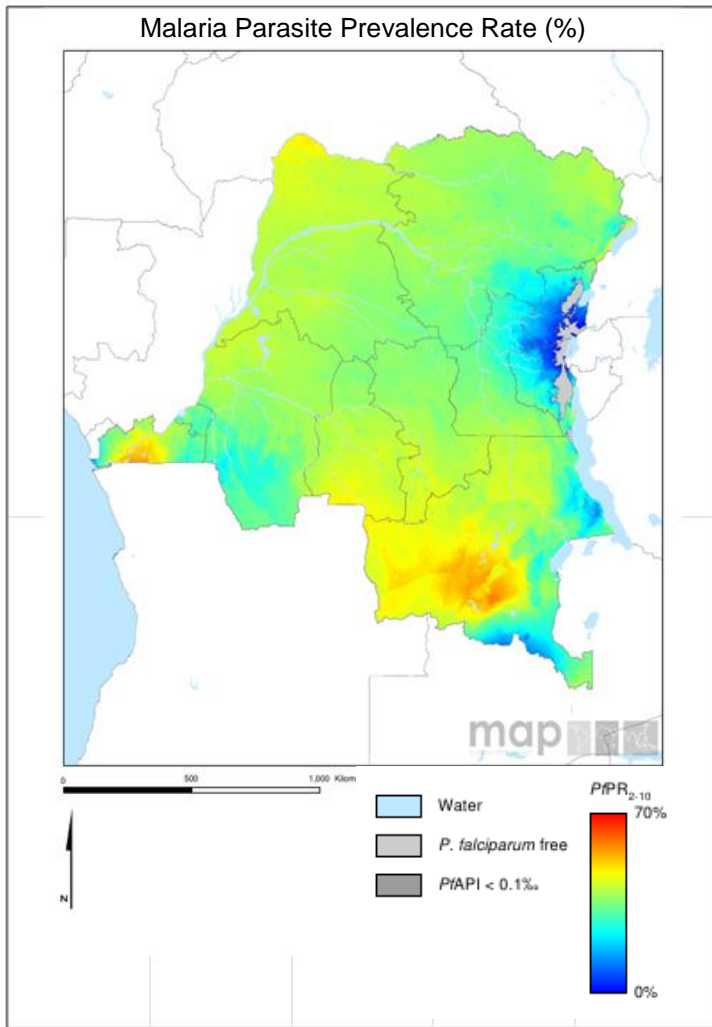 Malaria Parasite Prevalence Rate (%)
map
0 500 1,000 Kilom
N
Water
P. falciparum free
PfAPI < 0.1‰
PfPR2-10
70%
0%